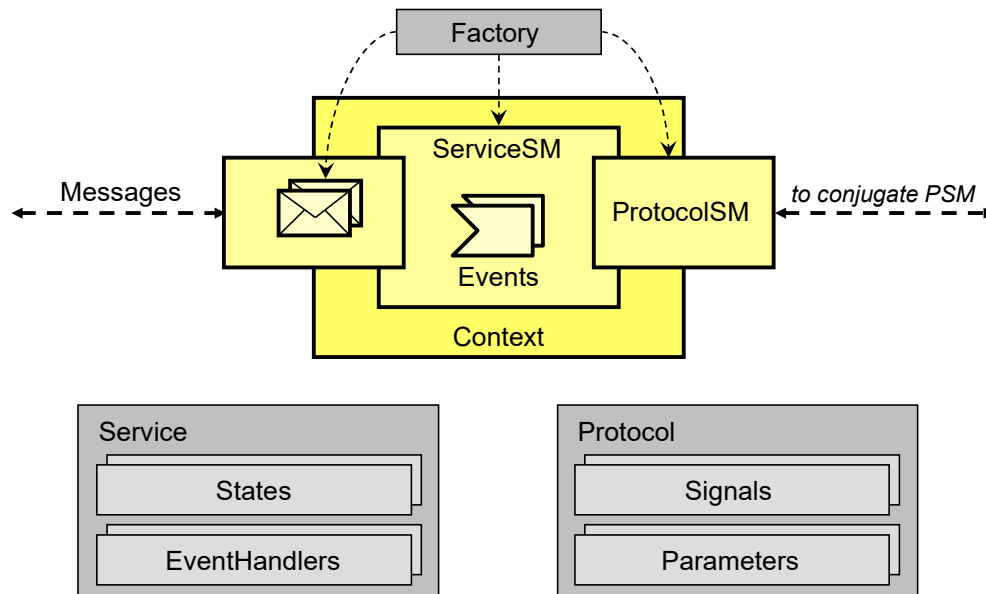 Factory
ServiceSM
Messages
ProtocolSM
to conjugate PSM
Events
Context
Service
States
EventHandlers
Protocol
Signals
Parameters